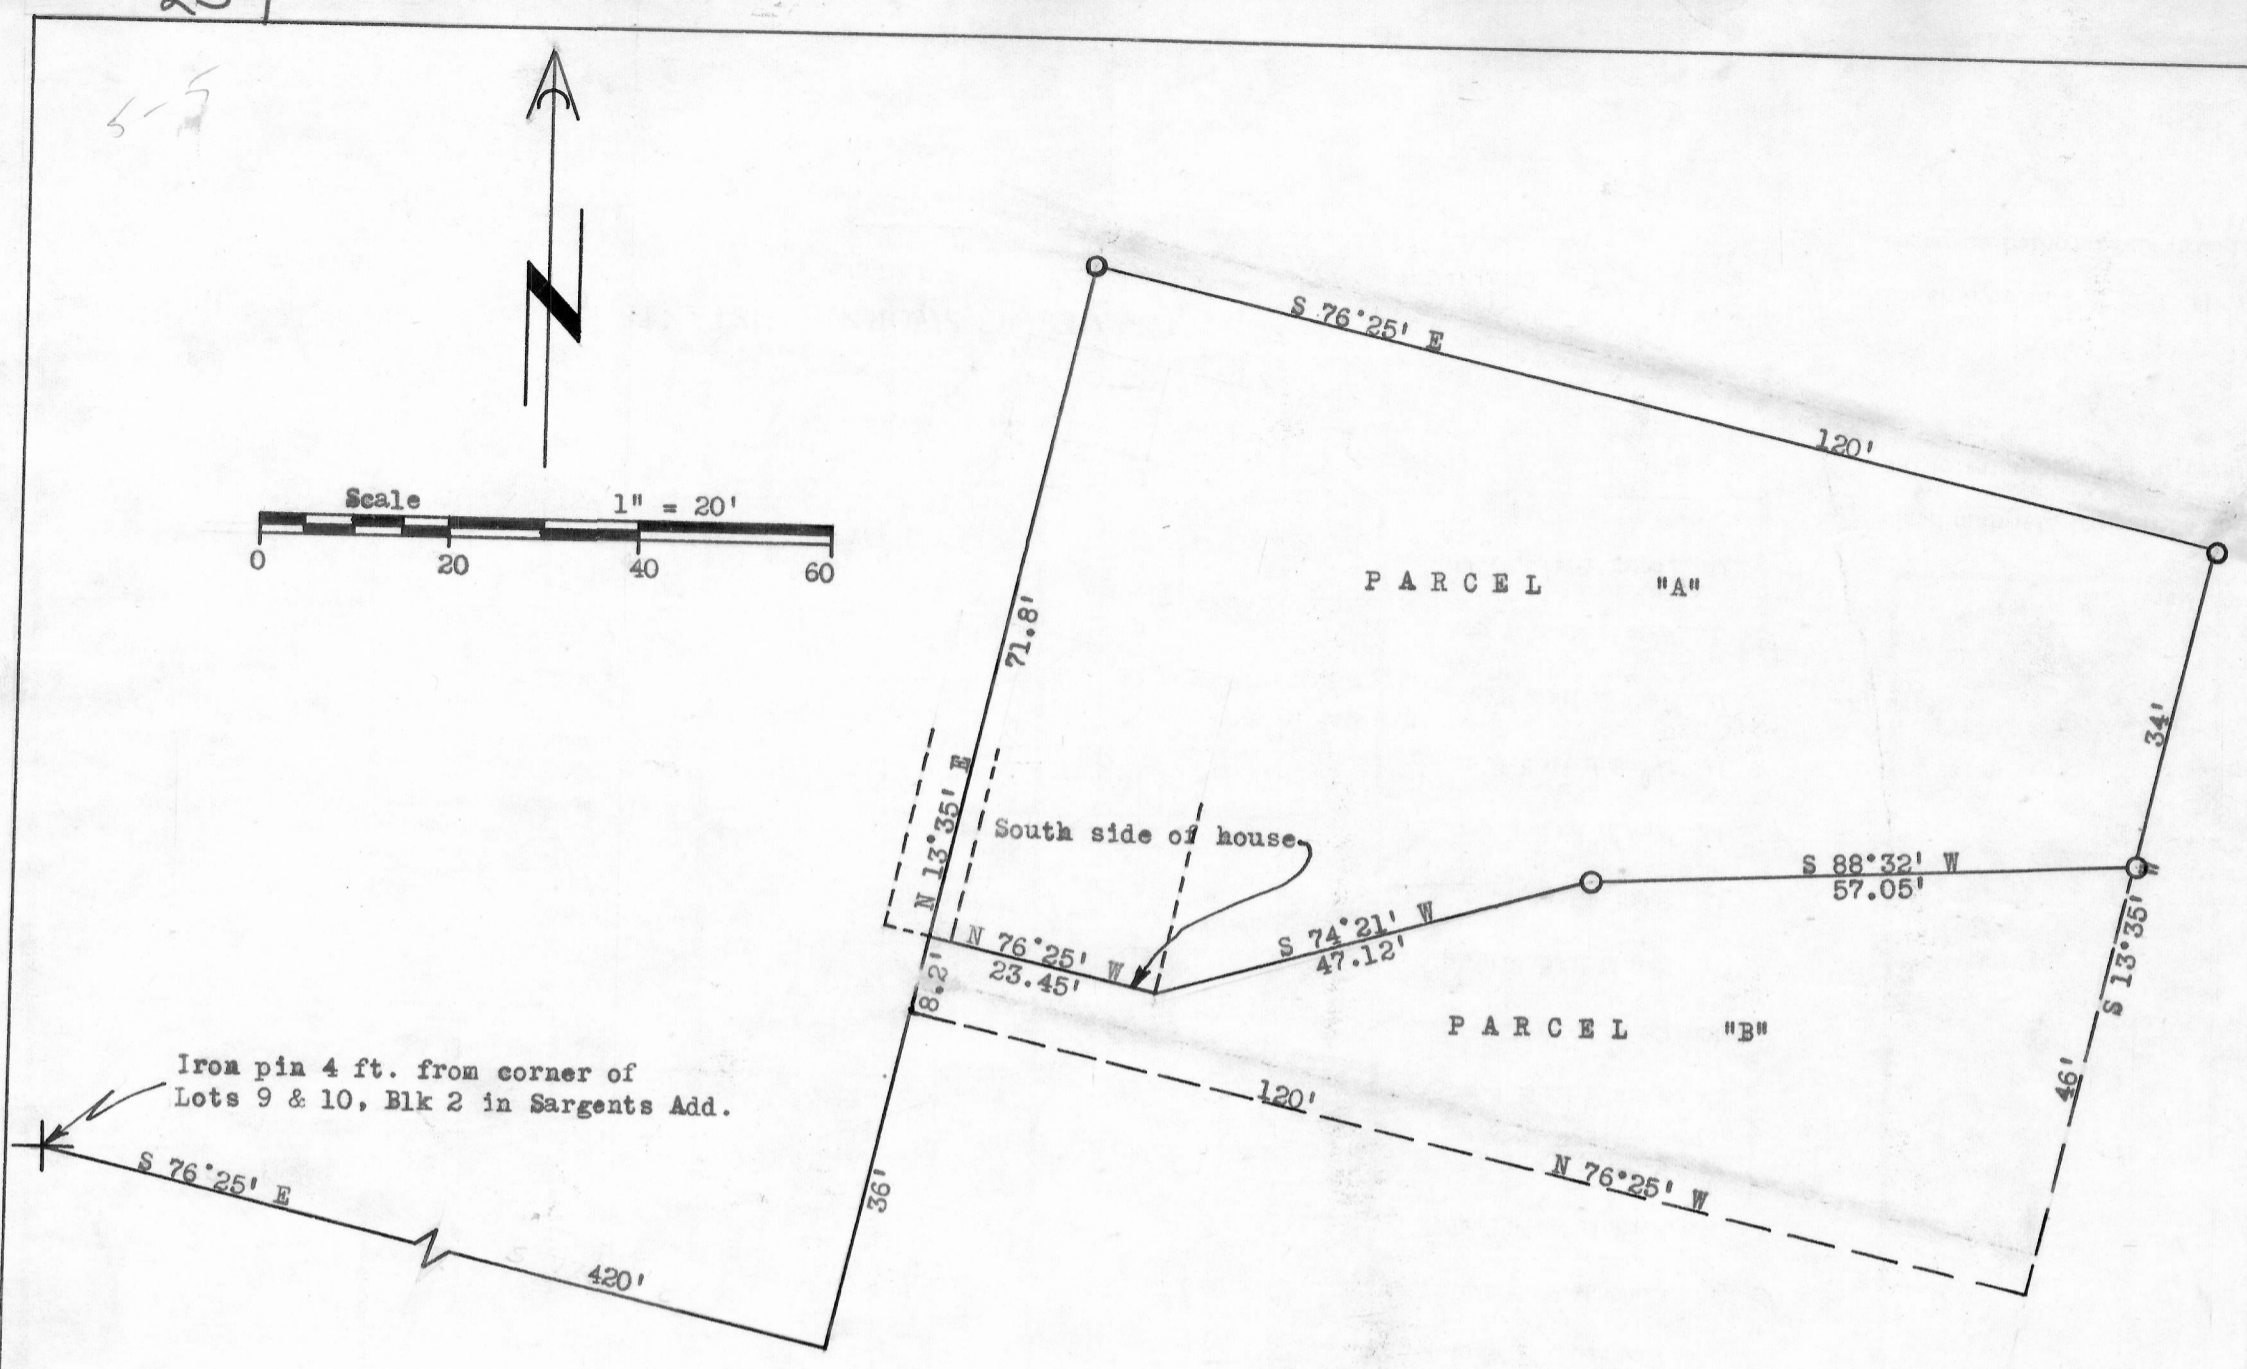 S 76°25' E
120'
Scale 1" = 20'
0 20 40 60
PARCEL "A"
71.8'
34'
N 13°35' E
South side of house
S 88°32' W
57.05'
S 74°21' W
47.12'
N 76°25' W
23.45'
8.2'
S 13°35' W
PARCEL "B"
46'
120'
N 76°25' W
Iron pin 4 ft. from corner of
Lots 9 & 10, Blk 2 in Sargents Add.
S 76°25' E
420'
36'